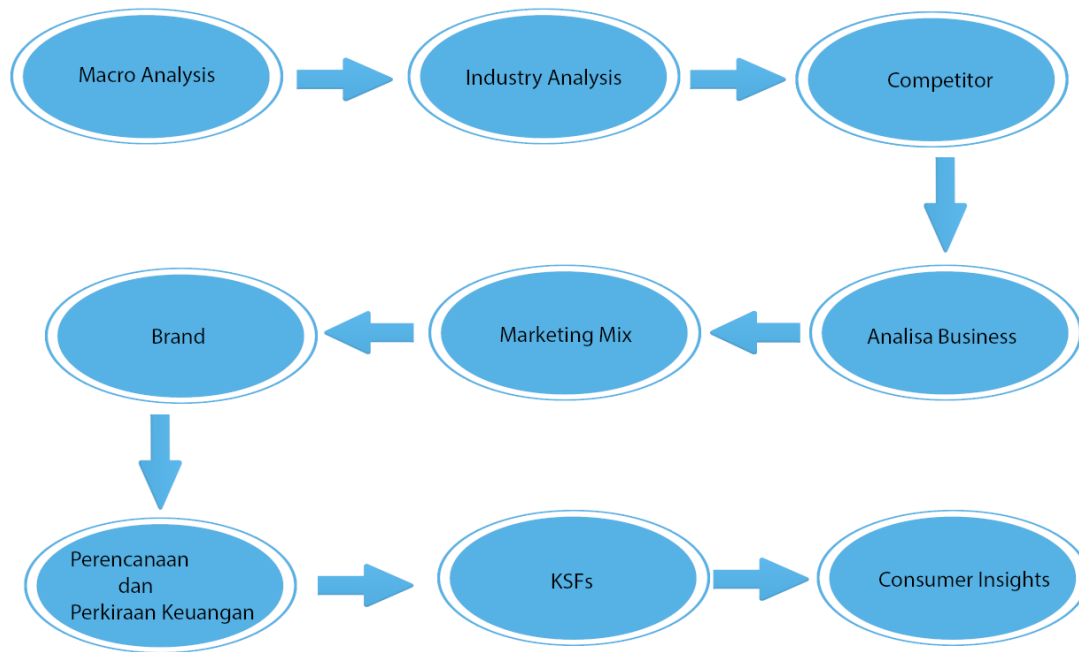 Macro Analysis
Industry Analysis
Competitor
Analisa Business
Marketing Mix
Brand
Perencanaan
dan
Perkiraan Keuangan
KSFs
Consumer Insights